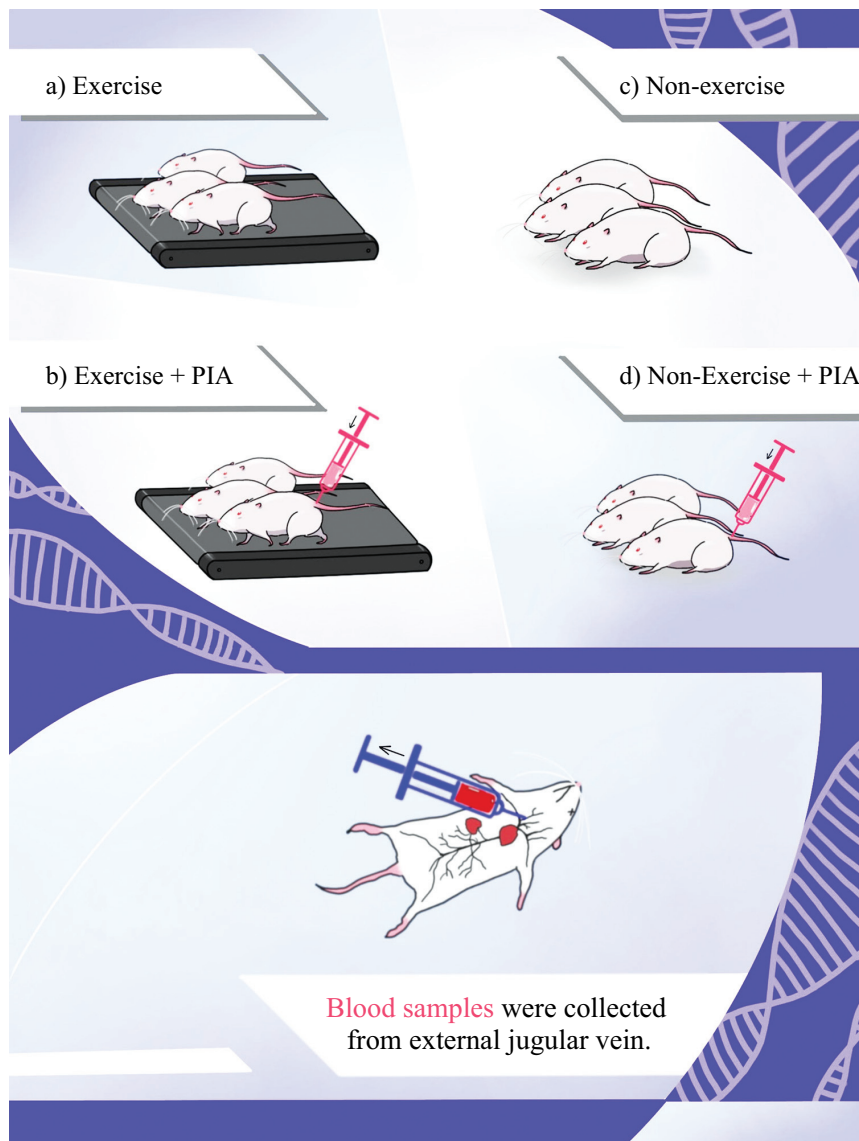 a) Exercise
c) Non-exercise
b) Exercise + PIA
d) Non-Exercise + PIA
Blood samples were collected
from external jugular vein.